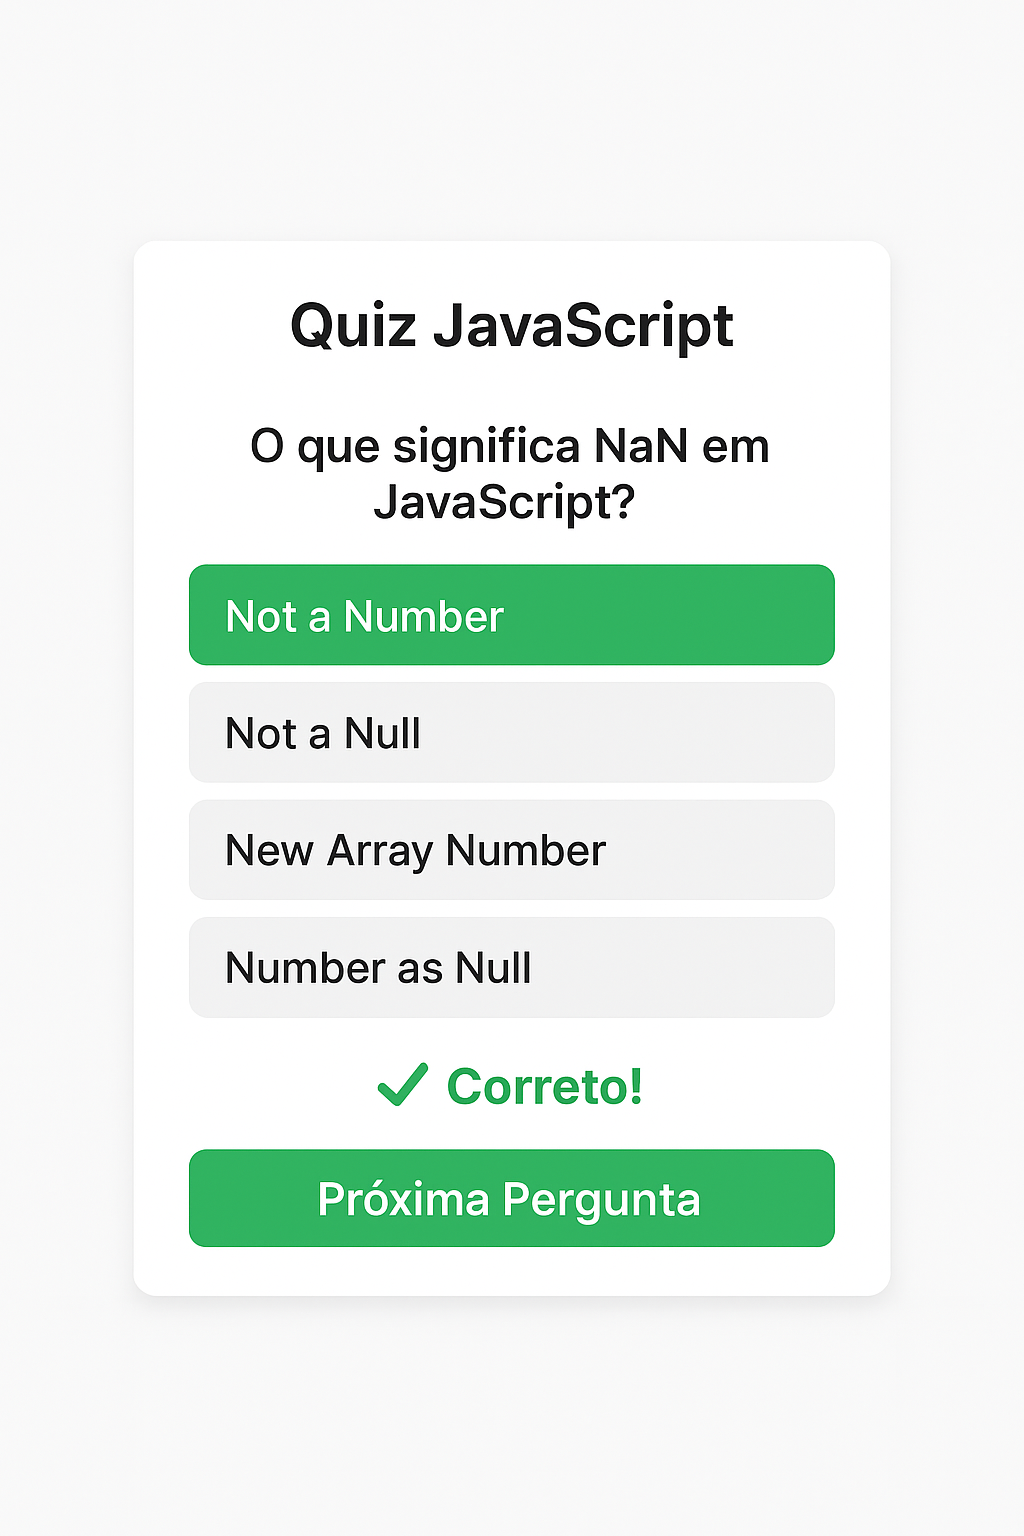 Quiz JavaScript
O que significa NaN em
JavaScript?
Not a Number
Not a Null
New Array Number
Number as Null
Correto!
Próxima Pergunta